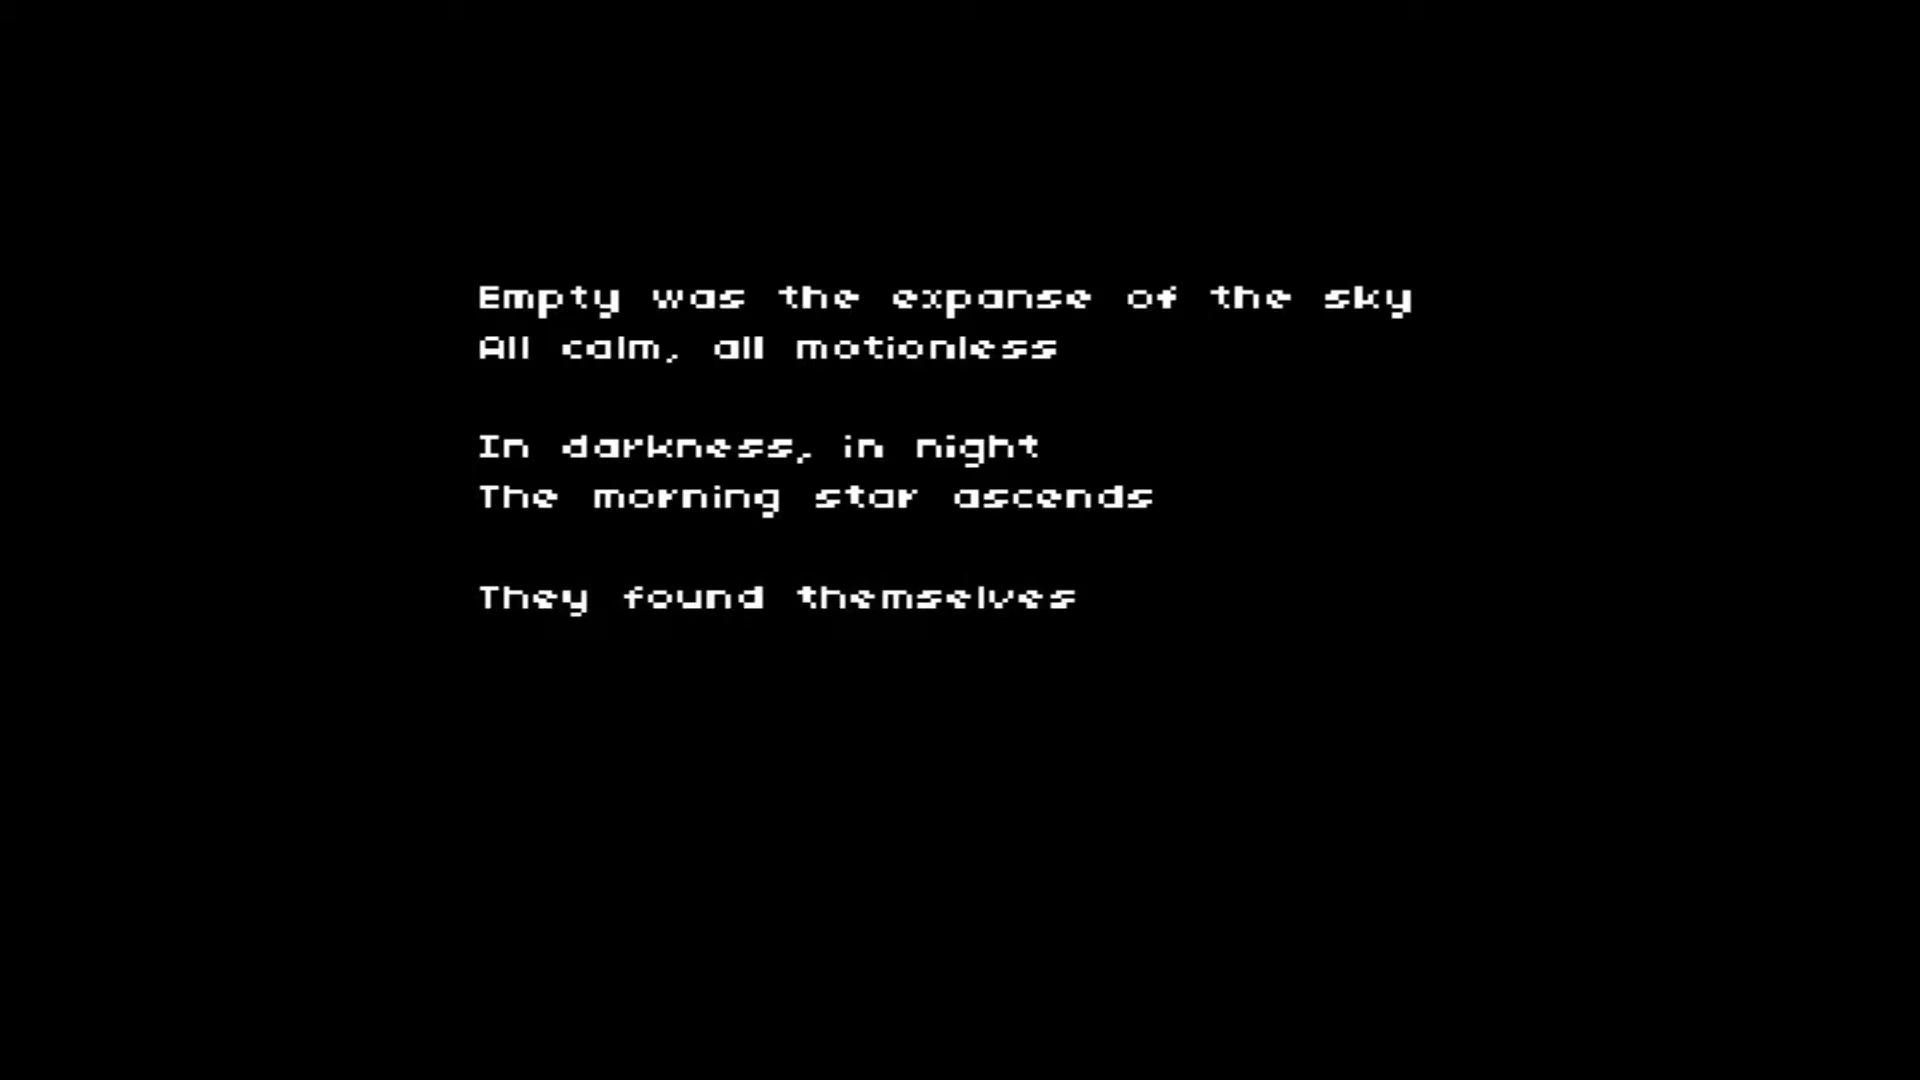 Empty was the expanse of the sky
All calm, all motionless
In darkness, in night
The morning star ascends
They found themselves